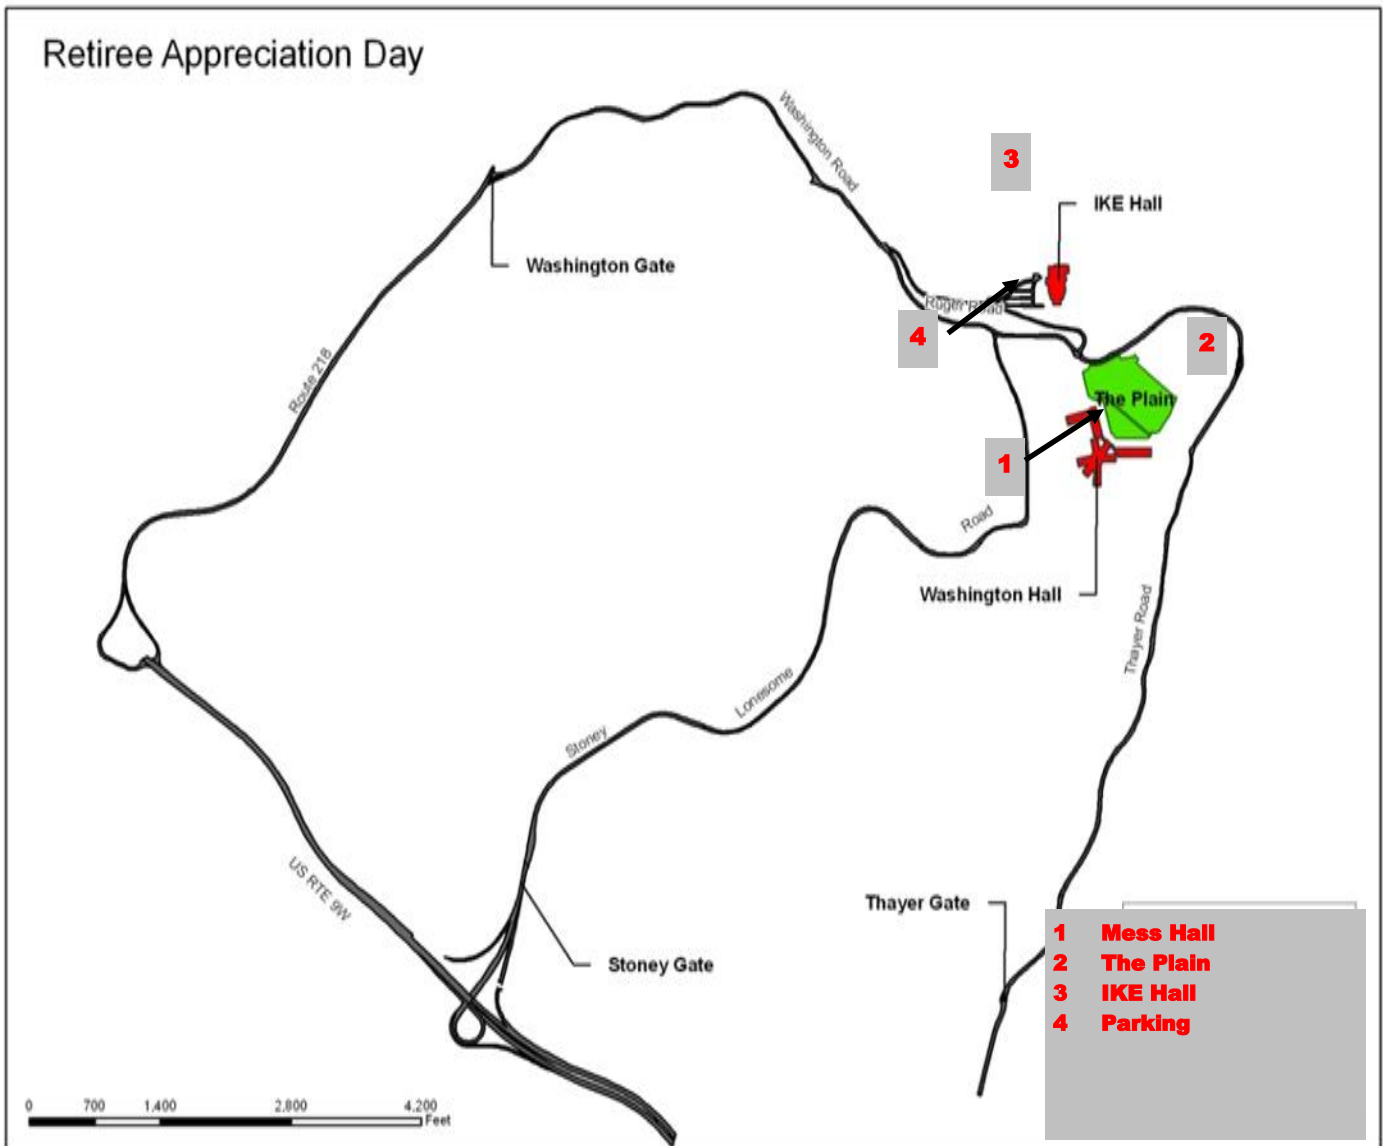 Retiree Appreciation Day
Washington Road
3
IKE Hall
Washington Gate
Ruger Road
4
2
Route 218
The Plain
1
Road
Washington Hall
Thayer Road
Lonesome
Stoney
US RTE 9W
Thayer Gate
Stoney Gate
1 Mess Hall
2 The Plain
3 IKE Hall
4 Parking
0 700 1,400 2,800 4,200
Feet